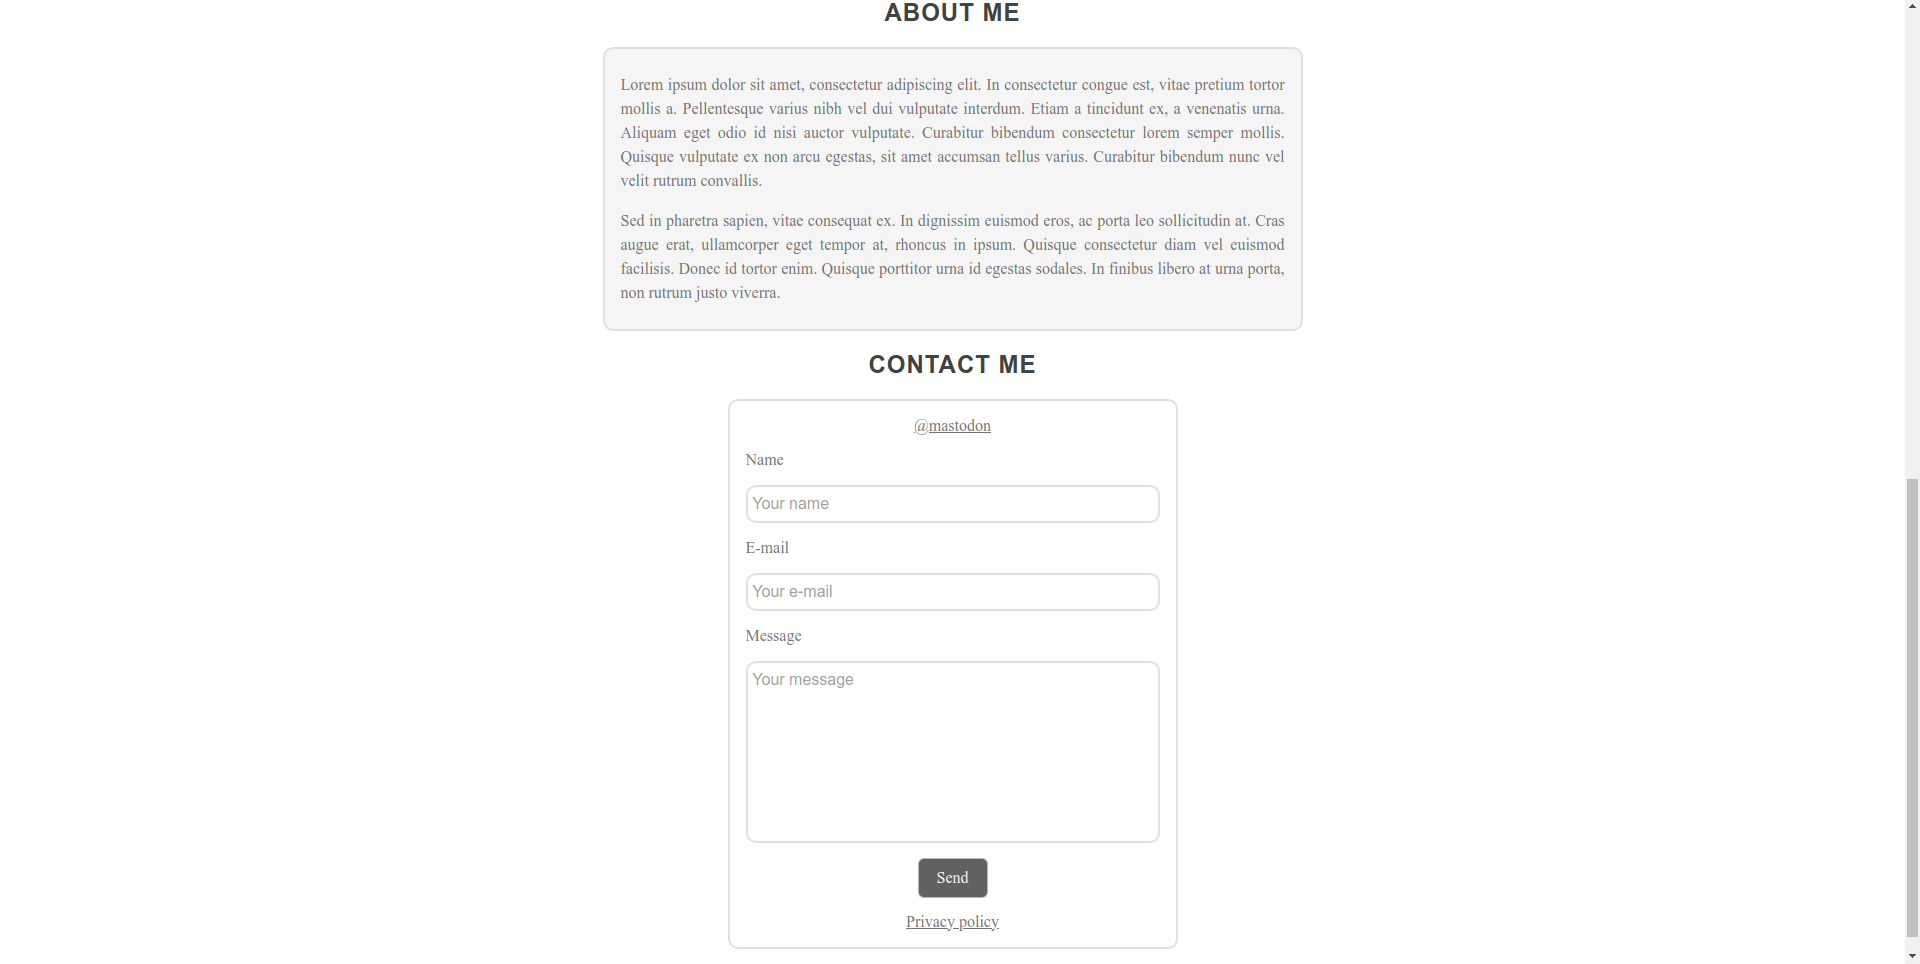 ABOUT ME
Lorem ipsum dolor sit amet, consectetur adipiscing elit. In consectetur congue est, vitae pretium tortor
mollis a. Pellentesque varius nibh vel dui vulputate interdum. Etiam a tincidunt ex, a venenatis urna.
Aliquam eget odio id nisi auctor vulputate. Curabitur bibendum consectetur lorem semper mollis.
Quisque vulputate ex non arcu egestas, sit amet accumsan tellus varius. Curabitur bibendum nunc vel
velit rutrum convallis.
Sed in pharetra sapien, vitae consequat ex. In dignissim euismod eros, ac porta leo sollicitudin at. Cras
augue erat, ullamcorper eget tempor at, rhoncus in ipsum. Quisque consectetur diam vel euismod
facilisis. Donec id tortor enim. Quisque porttitor urna id egestas sodales. In finibus libero at urna porta,
non rutrum justo viverra.
CONTACT ME
@mastodon
Name
Your name
E-mail
Your e-mail
Message
Your message
Send
Privacy policy